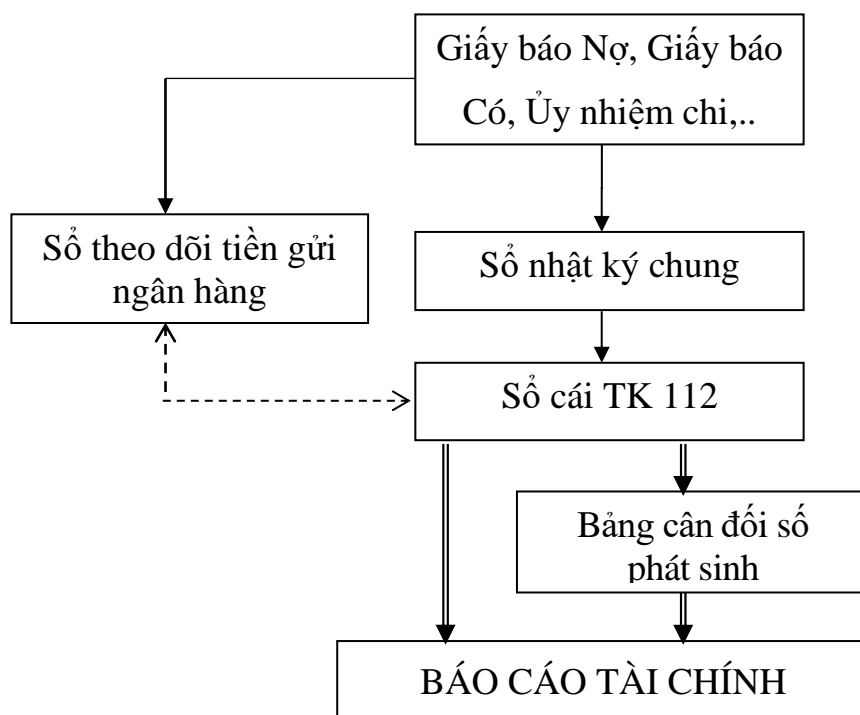 Giấy báo Nợ, Giấy báo
Có, Ủy nhiệm chi,..
Sổ theo dõi tiền gửi
ngân hàng
Sổ nhật ký chung
Sổ cái TK 112
Bảng cân đối số
phát sinh
BÁO CÁO TÀI CHÍNH